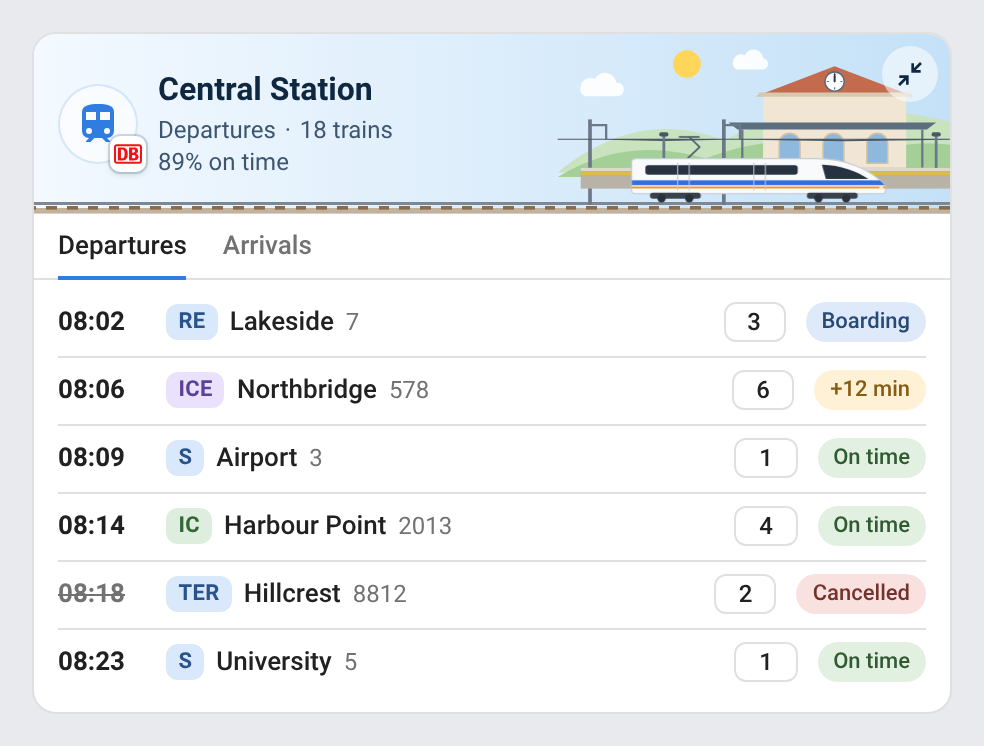 Central Station
Departures · 18 trains
89% on time
DB
Departures Arrivals
08:02 RE Lakeside 7 3 Boarding
08:06 ICE Northbridge 578 6 +12 min
08:09 S Airport 3 1 On time
08:14 IC Harbour Point 2013 4 On time
08:18 TER Hillcrest 8812 2 Cancelled
08:23 S University 5 1 On time